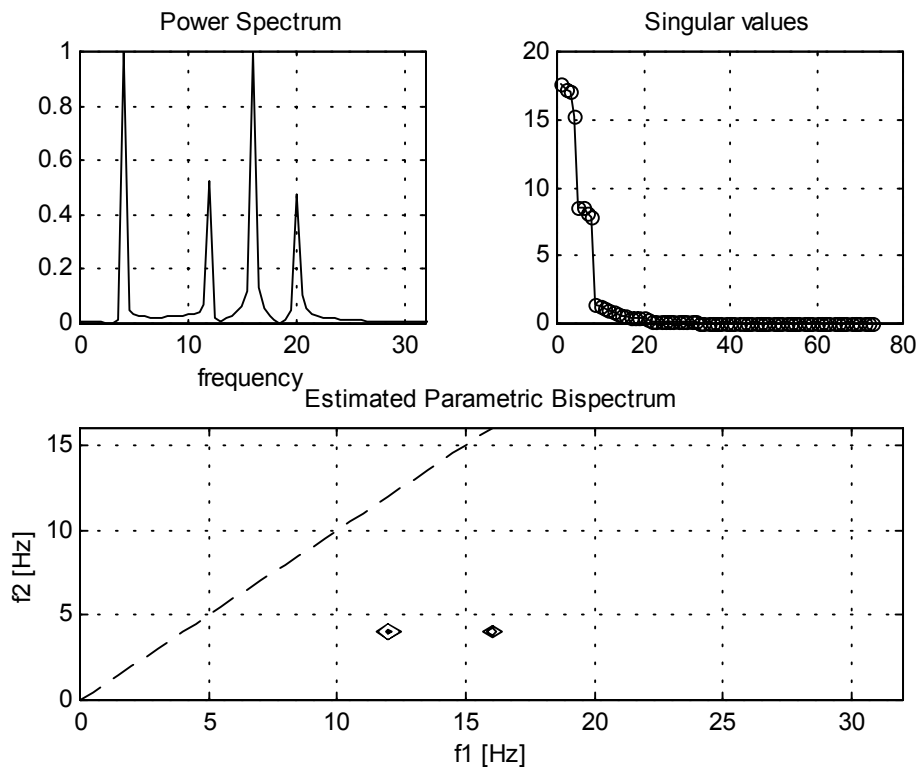 Power Spectrum
1
0.8
0.6
0.4
0.2
0
0 10 20 30
frequency
Singular values
20
15
10
5
0
0 20 40 60 80
Estimated Parametric Bispectrum
15
10
5
0
f2 [Hz]
0 5 10 15 20 25 30
f1 [Hz]